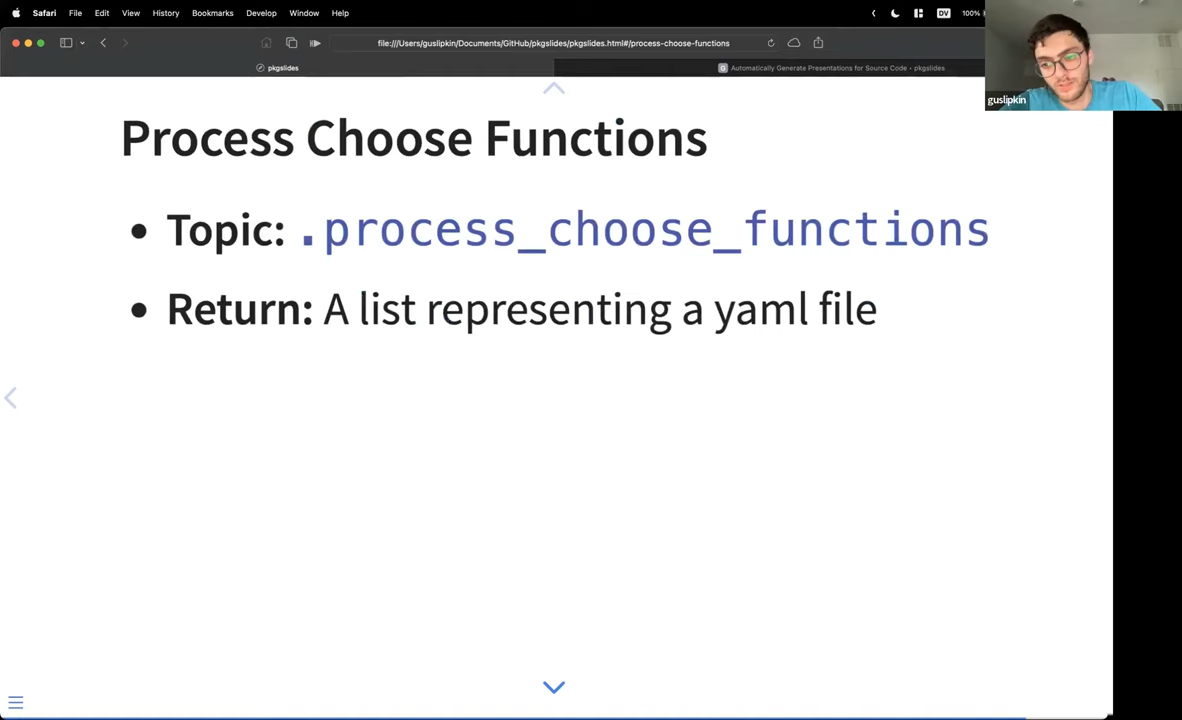 Safari File Edit View History Bookmarks Develop Window Help DV 100%
file:///Users/guslipkin/Documents/GitHub/pkgslides/pkgslides.html#/process-choose-functions
pkgslides
G Automatically Generate Presentations for Source Code • pkgslides
guslipkin
Process Choose Functions
• Topic: .process_choose_functions
• Return: A list representing a yaml file